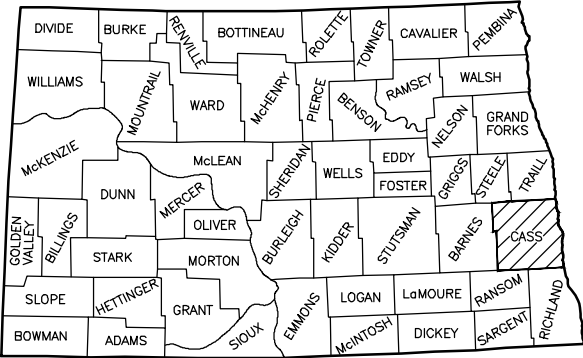 DIVIDE
BURKE
RENVILLE
BOTTINEAU
ROLETTE
TOWNER
CAVALIER
PEMBINA
WILLIAMS
MOUNTRAIL
WARD
McHENRY
PIERCE
BENSON
RAMSEY
WALSH
NELSON
GRAND
FORKS
McKENZIE
McLEAN
SHERIDAN
WELLS
EDDY
FOSTER
GRIGGS
STEELE
TRAILL
DUNN
MERCER
OLIVER
GOLDEN
VALLEY
BILLINGS
STARK
MORTON
BURLEIGH
KIDDER
STUTSMAN
BARNES
CASS
SLOPE
HETTINGER
GRANT
EMMONS
LOGAN
LaMOURE
RANSOM
RICHLAND
BOWMAN
ADAMS
SIOUX
McINTOSH
DICKEY
SARGENT